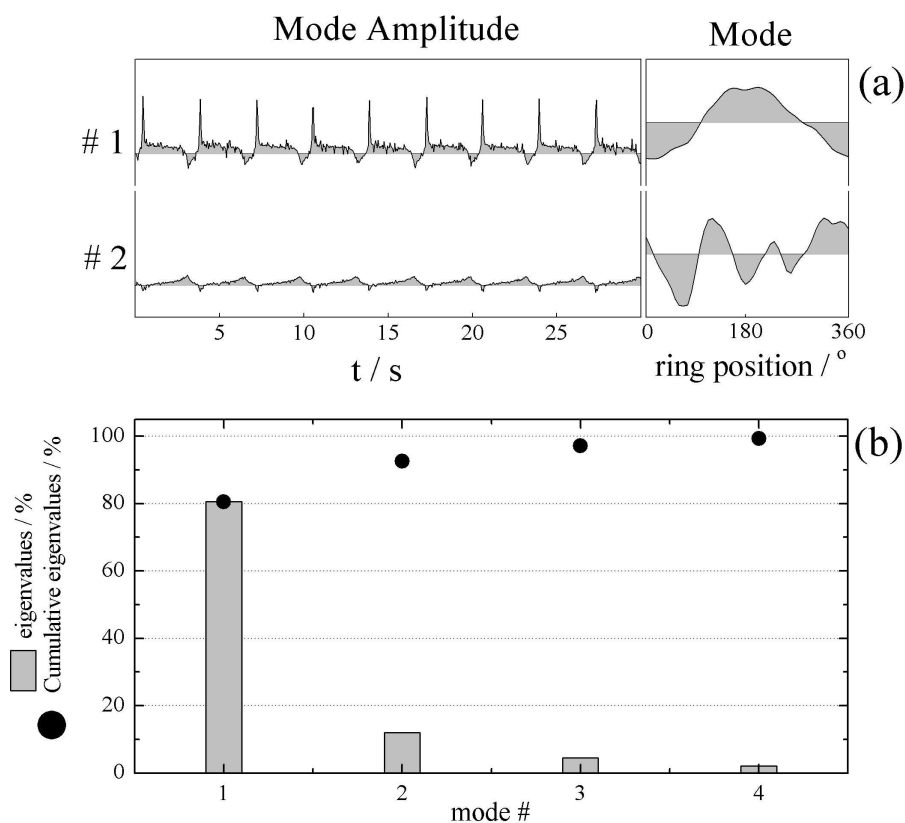 Mode Amplitude
Mode
(a)
# 1
# 2
5 10 15 20 25
0 180 360
t / s
ring position / °
(b)
100
80
60
40
20
0
1 2 3 4
mode #
eigenvalues / %
Cumulative eigenvalues / %